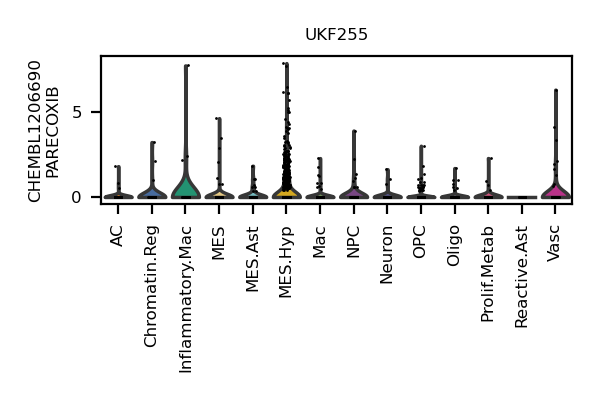 UKF255
CHEMBL1206690
PARECOXIB
5
0
AC
Chromatin.Reg
Inflammatory.Mac
MES
MES.Ast
MES.Hyp
Mac
NPC
Neuron
OPC
Oligo
Prolif.Metab
Reactive.Ast
Vasc